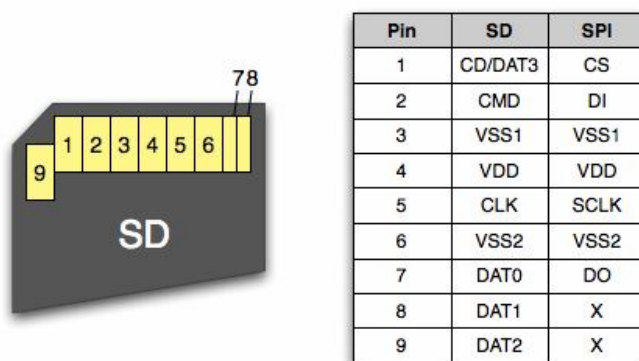 Pin SD SPI
1 CD/DAT3 CS
2 CMD DI
3 VSS1 VSS1
4 VDD VDD
5 CLK SCLK
6 VSS2 VSS2
7 DAT0 DO
8 DAT1 X
9 DAT2 X
78
1 2 3 4 5 6
9
SD